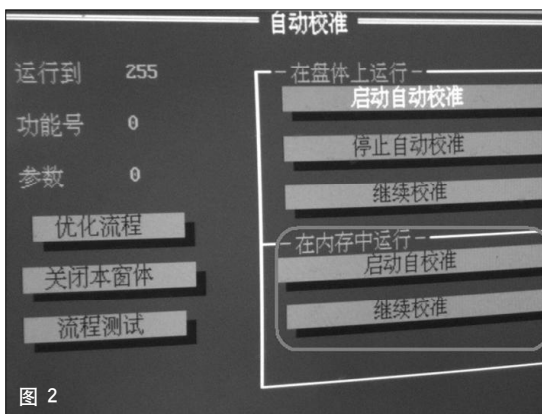 自动校准
运行到 255
功能号 0
参数 0
优化流程
关闭本窗体
流程测试
在盘体上运行
启动自动校准
停止自动校准
继续校准
在内存中运行
启动自校准
继续校准
图 2